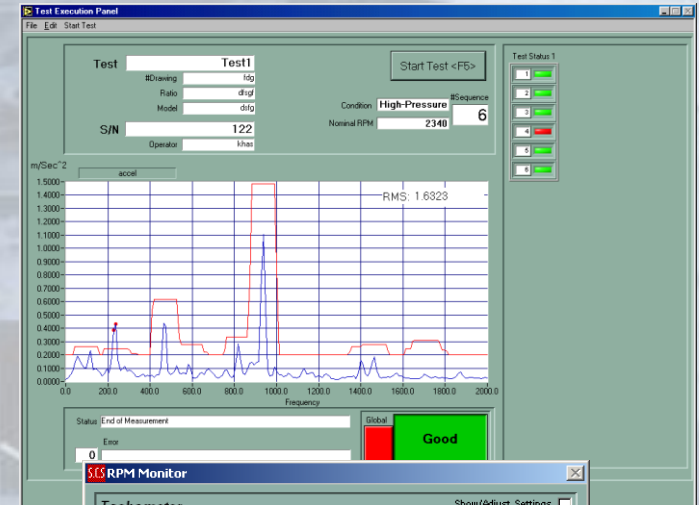 Test Execution Panel
File Edit Start Test
Test Test1
#Drawing fdg
Ratio dfsgf
Model dsfg
S/N 122
Operator khas
Start Test <F5>
Condition High-Pressure
#Sequence 6
Nominal RPM 2340
Test Status 1
1
2
3
4
5
6
m/Sec^2
accel
RMS: 1.6323
1.5000
1.4000
1.3000
1.2000
1.1000
1.0000
0.9000
0.8000
0.7000
0.6000
0.5000
0.4000
0.3000
0.2000
0.1000
0.0000
0.0 200.0 400.0 600.0 800.0 1000.0 1200.0 1400.0 1600.0 1800.0 2000.0
Frequency
Status End of Measurement
Error
0
Global
Good
S.C.S RPM Monitor
Tachometer
Show/Adjust Settings